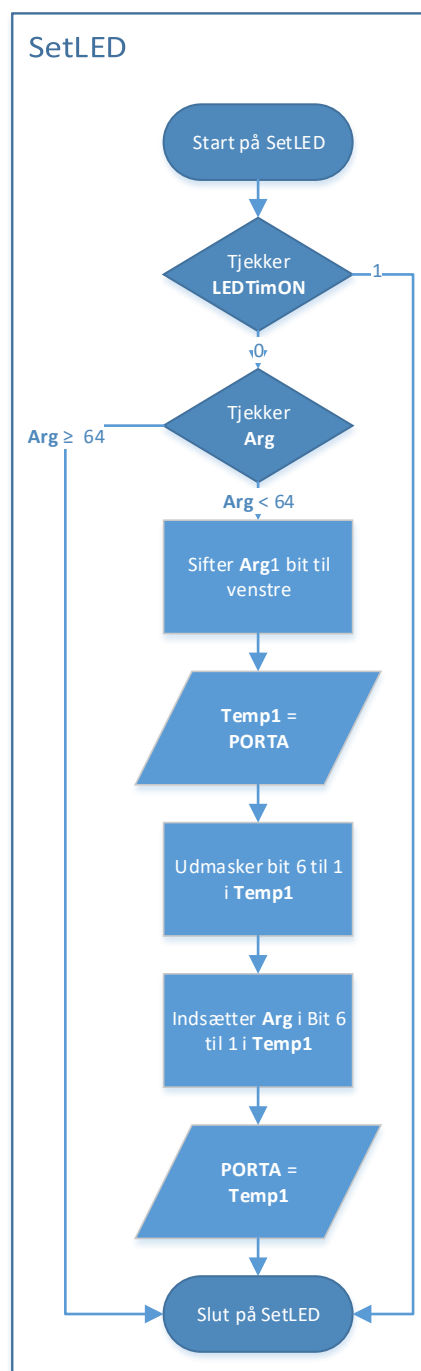 SetLED
Start på SetLED
Tjekker
LEDTimON
1
0
Tjekker
Arg
Arg ≥ 64
Arg < 64
Sifter Arg1 bit til
venstre
Temp1 =
PORTA
Udmasker bit 6 til 1
i Temp1
Indsætter Arg i Bit 6
til 1 i Temp1
PORTA =
Temp1
Slut på SetLED